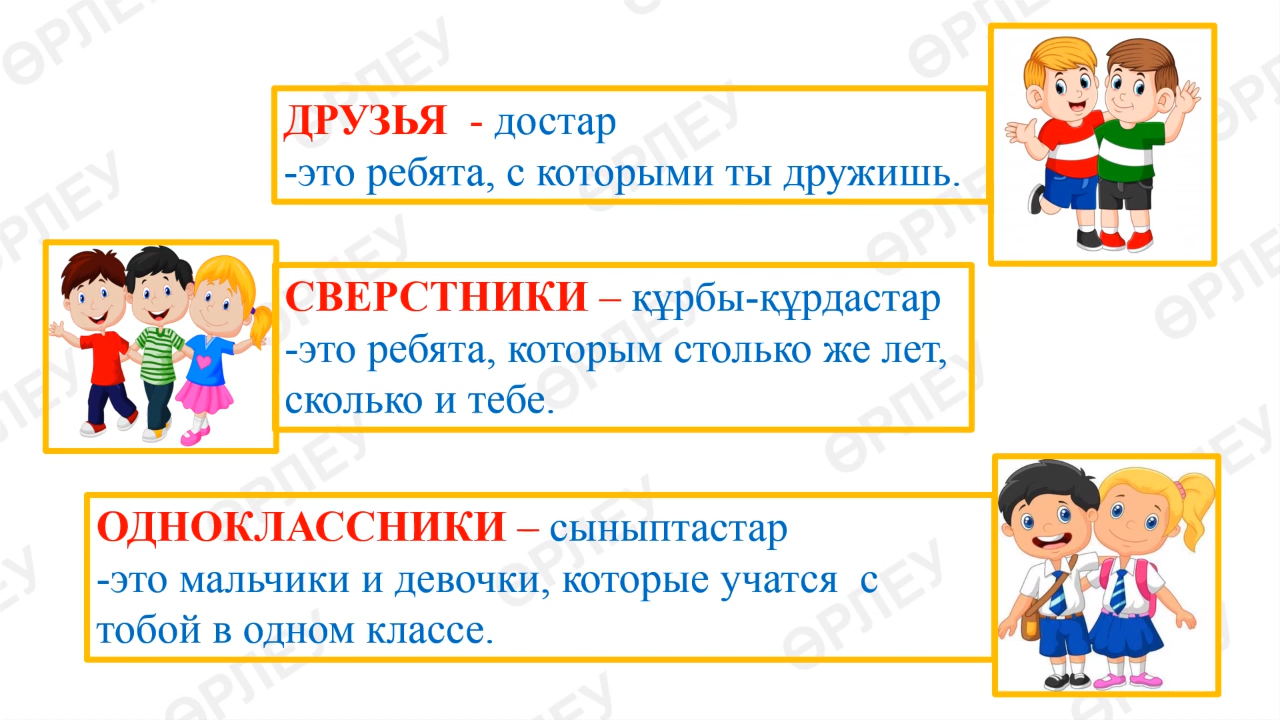 ДРУЗЬЯ - достар
-это ребята, с которыми ты дружишь.
СВЕРСТНИКИ – құрбы-құрдастар
-это ребята, которым столько же лет,
сколько и тебе.
ОДНОКЛАССНИКИ – сыныптастар
-это мальчики и девочки, которые учатся с
тобой в одном классе.
ӨРЛЕУ